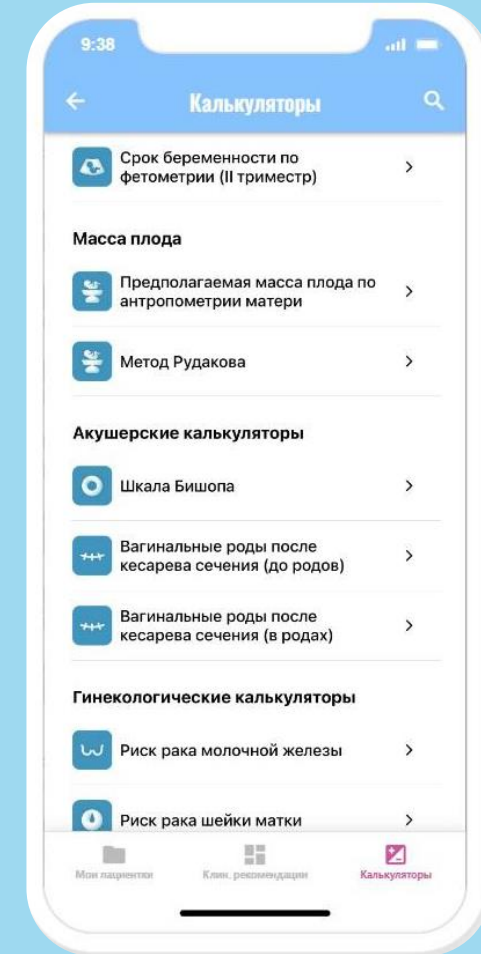 9:38
Калькуляторы
Срок беременности по
фетометрии (II триместр)
Масса плода
Предполагаемая масса плода по
антропометрии матери
Метод Рудакова
Акушерские калькуляторы
Шкала Бишопа
Вагинальные роды после
кесарева сечения (до родов)
Вагинальные роды после
кесарева сечения (в родах)
Гинекологические калькуляторы
Риск рака молочной железы
Риск рака шейки матки
Мои пациентки
Клин. рекомендации
Калькуляторы